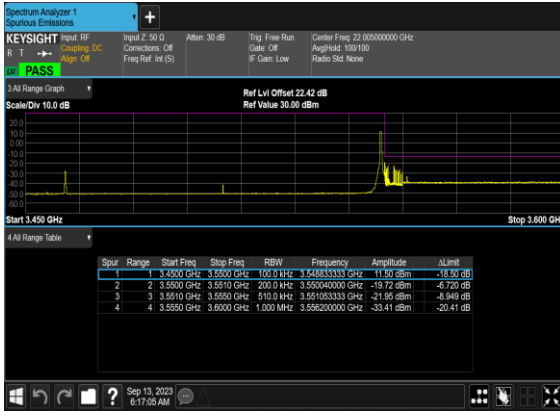 Spectrum Analyzer 1
Spurious Emissions
+
KEYSIGHT Input: RF Input Z: 50 Ω Atten: 30 dB Trig: Free Run Center Freq: 22.005000000 GHz
R T Coupling: DC Corrections: Off Gate: Off Avg|Hold: 100/100
Align: Off Freq Ref: Int (S) IF Gain: Low Radio Std: None
PASS
3 All Range Graph
Ref Lvl Offset 22.42 dB
Scale/Div 10.0 dB Ref Value 30.00 dBm
20.0
10.0
0.00
-10.0
-20.0
-30.0
-40.0
-50.0
-60.0
Start 3.450 GHz Stop 3.600 GH
4 All Range Table
Spur Range Start Freq Stop Freq RBW Frequency Amplitude ΔLimit
1 1 3.4500 GHz 3.5500 GHz 100.0 kHz 3.548833333 GHz 11.50 dBm -18.50 dB
2 2 3.5500 GHz 3.5510 GHz 200.0 kHz 3.550040000 GHz -19.72 dBm -6.720 dB
3 3 3.5510 GHz 3.5550 GHz 510.0 kHz 3.551053333 GHz -21.95 dBm -8.949 dB
4 4 3.5550 GHz 3.6000 GHz 1.000 MHz 3.556200000 GHz -33.41 dBm -20.41 dB
? Sep 13, 2023
6:17:05 AM